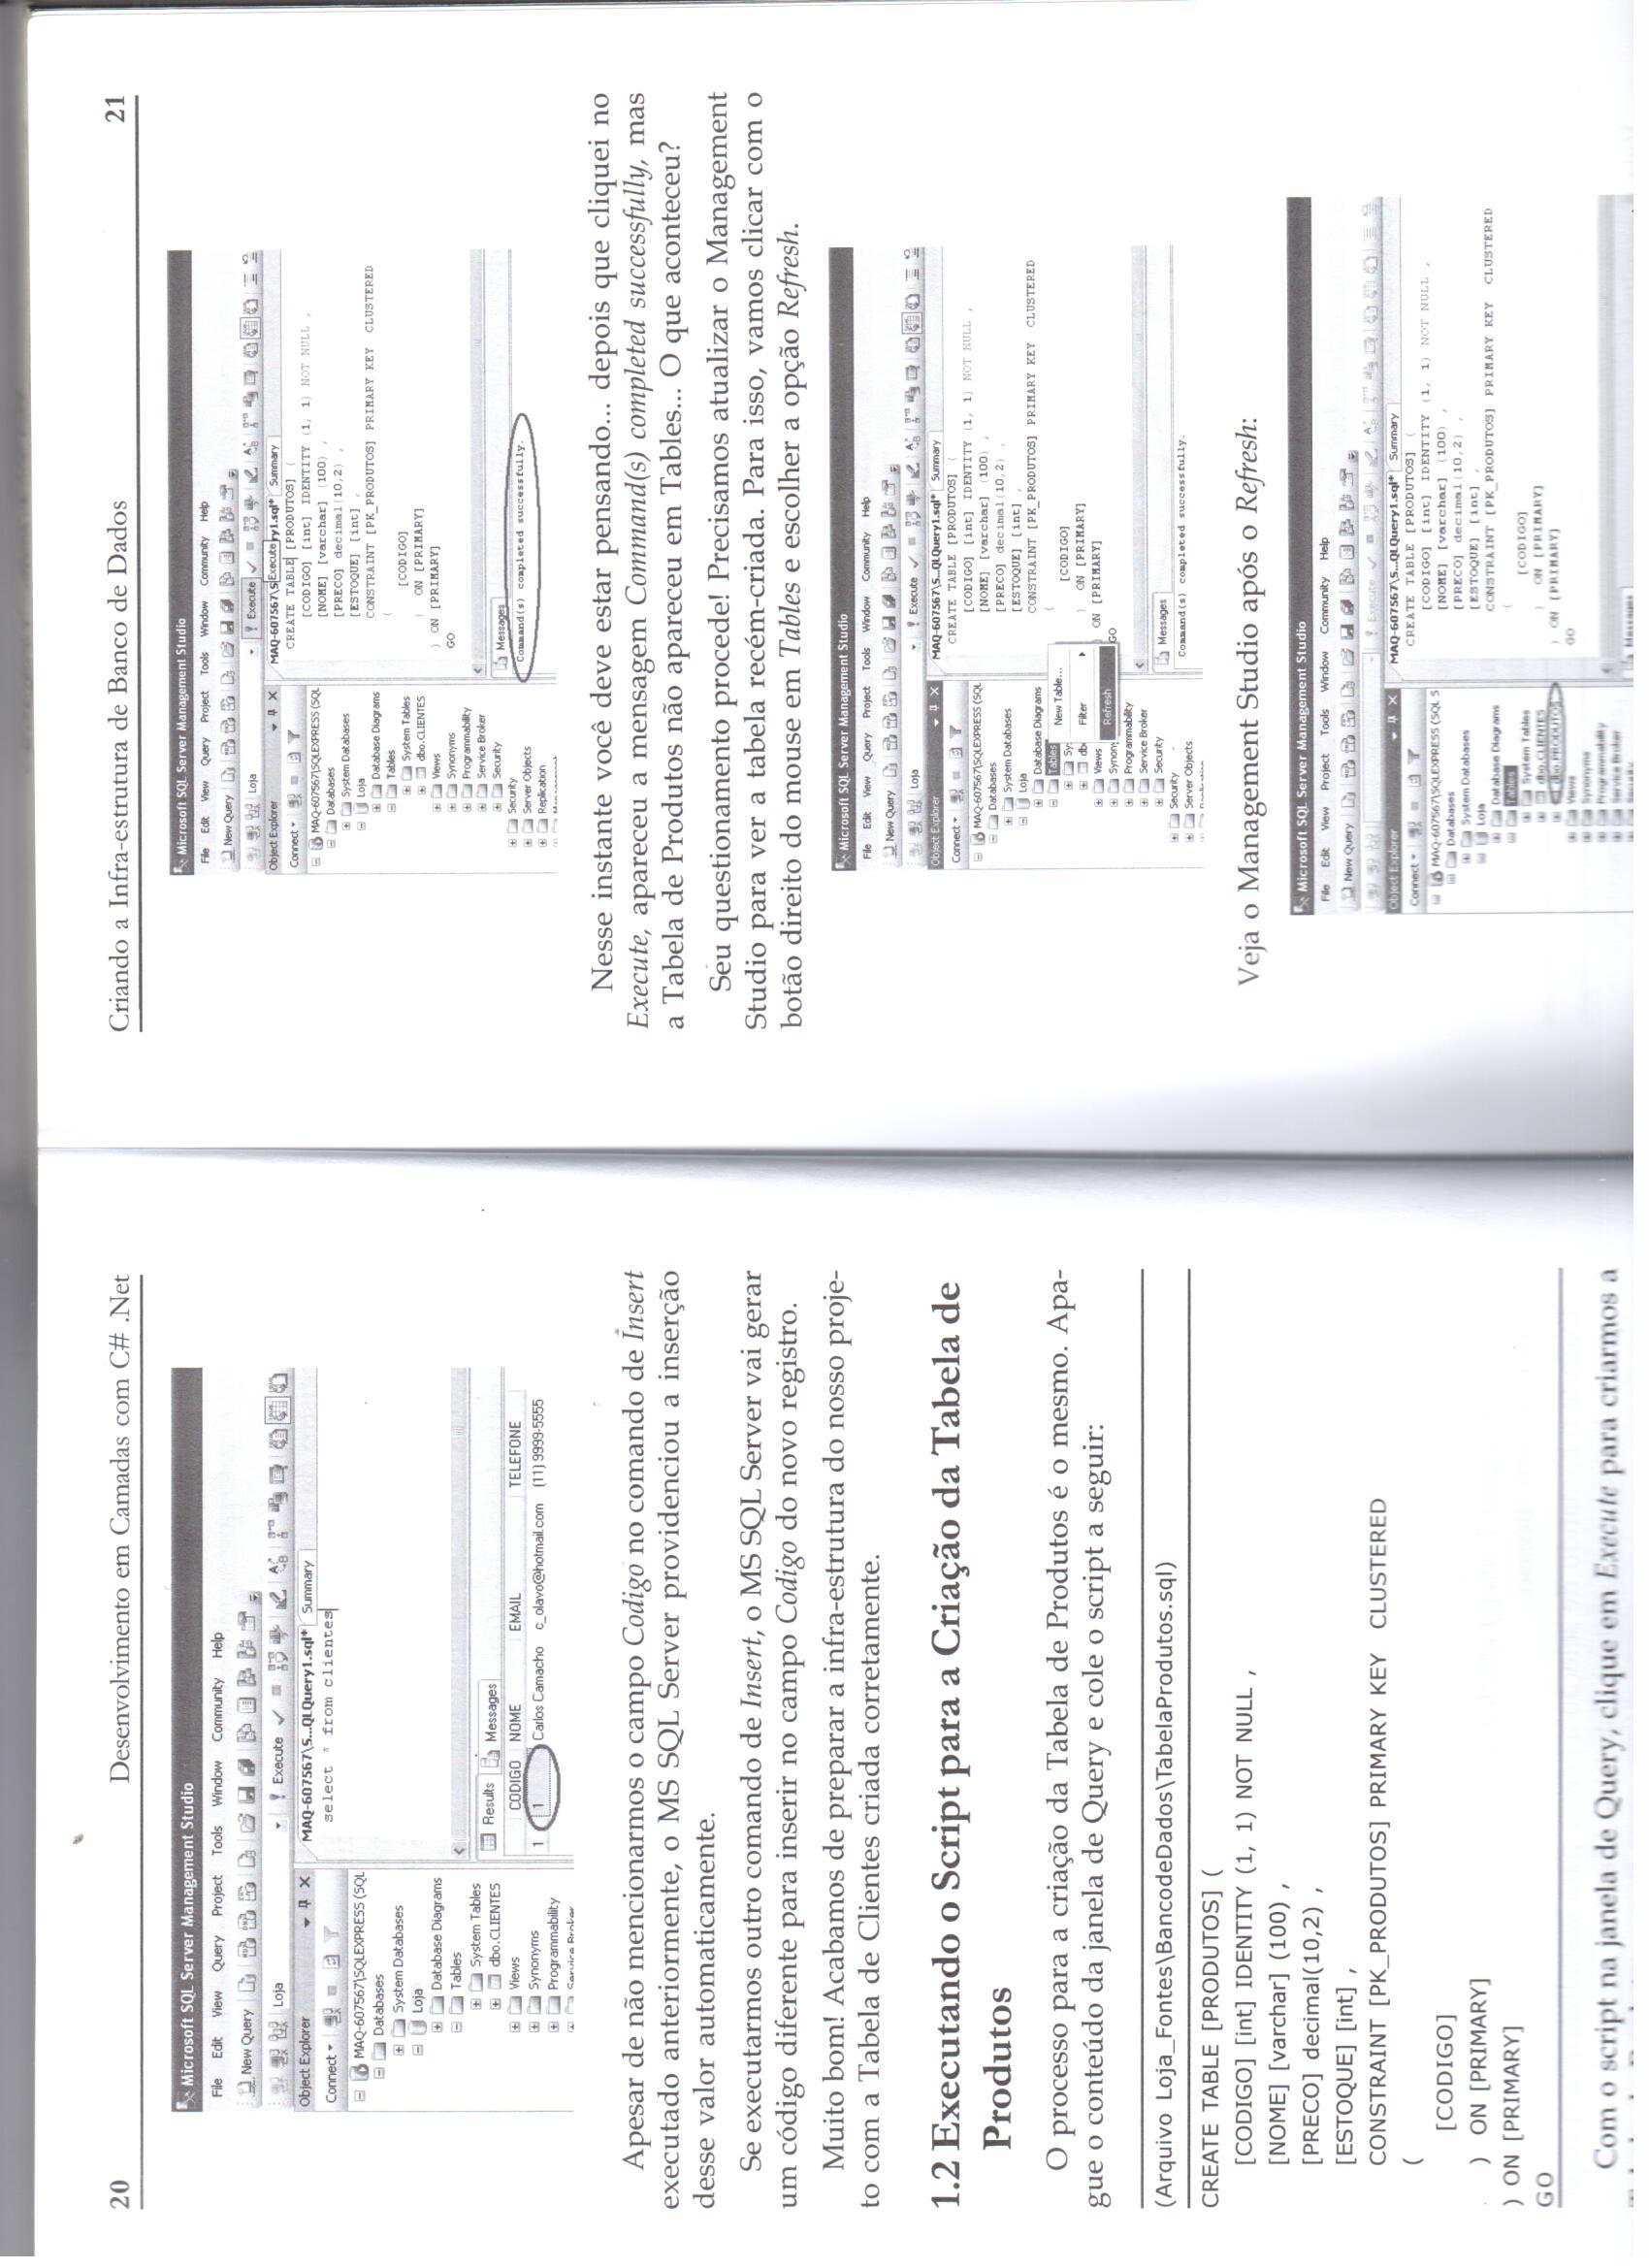 20
Desenvolvimento em Camadas com C# .Net
Microsoft SQL Server Management Studio
File Edit View Query Project Tools Window Community Help
New Query
Loja
Execute
Object Explorer
MAQ-607567\S...QLQuery1.sql* Summary
Connect
select * from clientes
MAQ-607567\SQLEXPRESS (SQL
Databases
System Databases
Loja
Database Diagrams
Tables
System Tables
dbo.CLIENTES
Views
Synonyms
Programmability
Service Broker
Results Messages
CODIGO NOME EMAIL TELEFONE
1 1 Carlos Camacho c_olavo@hotmail.com (11) 9999-5555
Apesar de não mencionarmos o campo Codigo no comando de Insert
executado anteriormente, o MS SQL Server providenciou a inserção
desse valor automaticamente.
Se executarmos outro comando de Insert, o MS SQL Server vai gerar
um código diferente para inserir no campo Codigo do novo registro.
Muito bom! Acabamos de preparar a infra-estrutura do nosso proje-
to com a Tabela de Clientes criada corretamente.
1.2 Executando o Script para a Criação da Tabela de
Produtos
O processo para a criação da Tabela de Produtos é o mesmo. Apa-
gue o conteúdo da janela de Query e cole o script a seguir:
(Arquivo Loja_Fontes\BancodeDados\TabelaProdutos.sql)
CREATE TABLE [PRODUTOS] (
[CODIGO] [int] IDENTITY (1, 1) NOT NULL ,
[NOME] [varchar] (100) ,
[PRECO] decimal(10,2) ,
[ESTOQUE] [int] ,
CONSTRAINT [PK_PRODUTOS] PRIMARY KEY CLUSTERED
(
[CODIGO]
) ON [PRIMARY]
) ON [PRIMARY]
GO
Com o script na janela de Query, clique em Execute para criarmos a
Criando a Infra-estrutura de Banco de Dados
21
Microsoft SQL Server Management Studio
File Edit View Query Project Tools Window Community Help
New Query
Loja
Execute
Object Explorer
MAQ-607567\S Execute ry1.sql* Summary
Connect
MAQ-607567\SQLEXPRESS (SQL
Databases
System Databases
Loja
Database Diagrams
Tables
System Tables
dbo.CLIENTES
Views
Synonyms
Programmability
Service Broker
Security
Security
Server Objects
Replication
CREATE TABLE [PRODUTOS] (
[CODIGO] [int] IDENTITY (1, 1) NOT NULL ,
[NOME] [varchar] (100) ,
[PRECO] decimal(10,2) ,
[ESTOQUE] [int] ,
CONSTRAINT [PK_PRODUTOS] PRIMARY KEY CLUSTERED
(
[CODIGO]
) ON [PRIMARY]
) ON [PRIMARY]
GO
Messages
Command(s) completed successfully.
Nesse instante você deve estar pensando... depois que cliquei no
Execute, apareceu a mensagem Command(s) completed successfully, mas
a Tabela de Produtos não apareceu em Tables... O que aconteceu?
Seu questionamento procede! Precisamos atualizar o Management
Studio para ver a tabela recém-criada. Para isso, vamos clicar com o
botão direito do mouse em Tables e escolher a opção Refresh.
Microsoft SQL Server Management Studio
File Edit View Query Project Tools Window Community Help
New Query
Loja
Execute
Object Explorer
MAQ-607567\S...QLQuery1.sql* Summary
Connect
MAQ-607567\SQLEXPRESS (SQL
Databases
System Databases
Loja
Database Diagrams
Tables
Sy
db
Views
Synon
Programmability
Service Broker
Security
Security
Server Objects
New Table...
Filter
Refresh
CREATE TABLE [PRODUTOS] (
[CODIGO] [int] IDENTITY (1, 1) NOT NULL ,
[NOME] [varchar] (100) ,
[PRECO] decimal(10,2) ,
[ESTOQUE] [int] ,
CONSTRAINT [PK_PRODUTOS] PRIMARY KEY CLUSTERED
(
[CODIGO]
) ON [PRIMARY]
ON [PRIMARY]
GO
Messages
Command(s) completed successfully.
Veja o Management Studio após o Refresh:
Microsoft SQL Server Management Studio
File Edit View Project Tools Window Community Help
New Query
Execute
Object Explorer
MAQ-607567\S...QLQuery1.sql* Summary
Connect
MAQ-607567\SQLEXPRESS (SQL S
Databases
System Databases
Loja
Database Diagrams
Tables
System Tables
dbo.CLIENTES
dbo.PRODUTOS
Views
Synonyms
Programmability
Service Broker
CREATE TABLE [PRODUTOS] (
[CODIGO] [int] IDENTITY (1, 1) NOT NULL ,
[NOME] [varchar] (100) ,
[PRECO] decimal(10,2) ,
[ESTOQUE] [int] ,
CONSTRAINT [PK_PRODUTOS] PRIMARY KEY CLUSTERED
(
[CODIGO]
) ON [PRIMARY]
) ON [PRIMARY]
GO
Messages